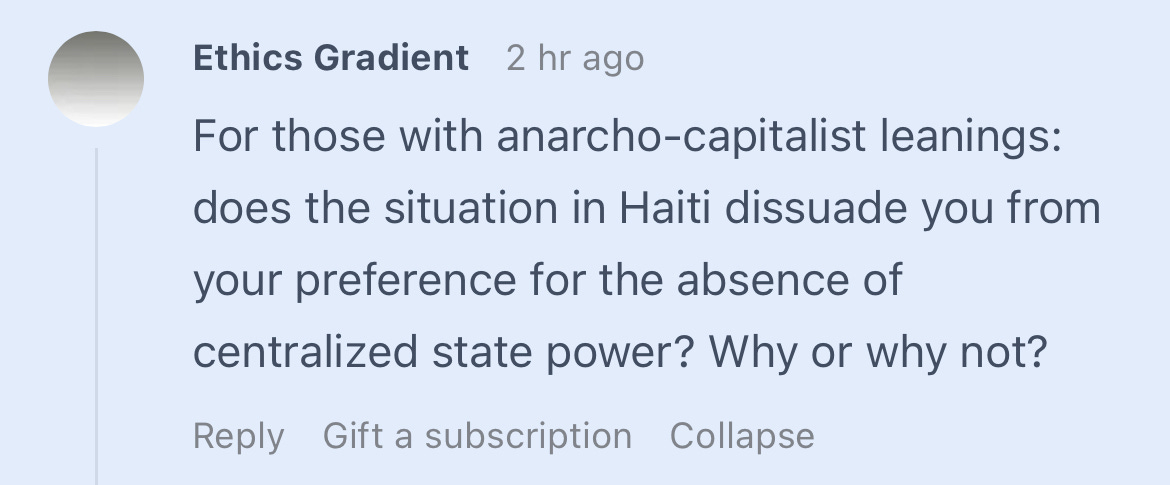 Ethics Gradient 2 hr ago
For those with anarcho-capitalist leanings:
does the situation in Haiti dissuade you from
your preference for the absence of
centralized state power? Why or why not?
Reply Gift a subscription Collapse